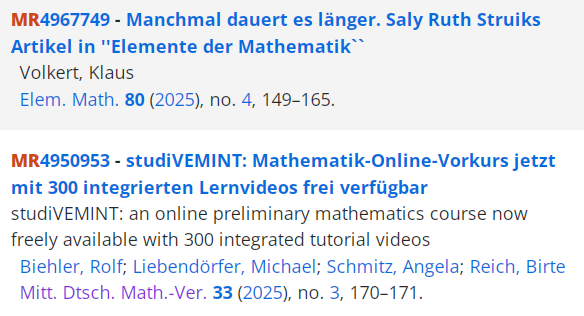 MR4967749 - Manchmal dauert es länger. Saly Ruth Struiks
Artikel in ''Elemente der Mathematik``
Volkert, Klaus
Elem. Math. 80 (2025), no. 4, 149–165.
MR4950953 - studiVEMINT: Mathematik-Online-Vorkurs jetzt
mit 300 integrierten Lernvideos frei verfügbar
studiVEMINT: an online preliminary mathematics course now
freely available with 300 integrated tutorial videos
Biehler, Rolf; Liebendörfer, Michael; Schmitz, Angela; Reich, Birte
Mitt. Dtsch. Math.-Ver. 33 (2025), no. 3, 170–171.